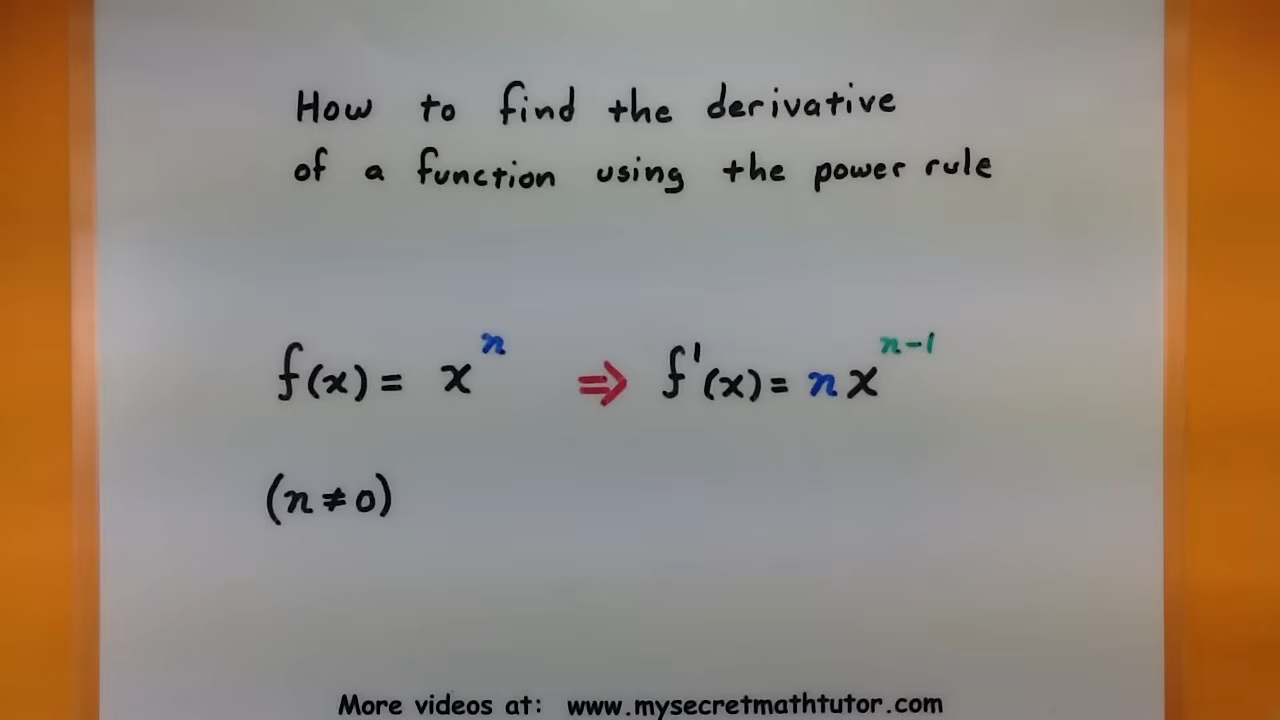 How to find the derivative
of a function using the power rule
f(x) = x^n ⇒ f'(x) = nx^{n-1}
(n ≠ 0)
More videos at: www.mysecretmathtutor.com